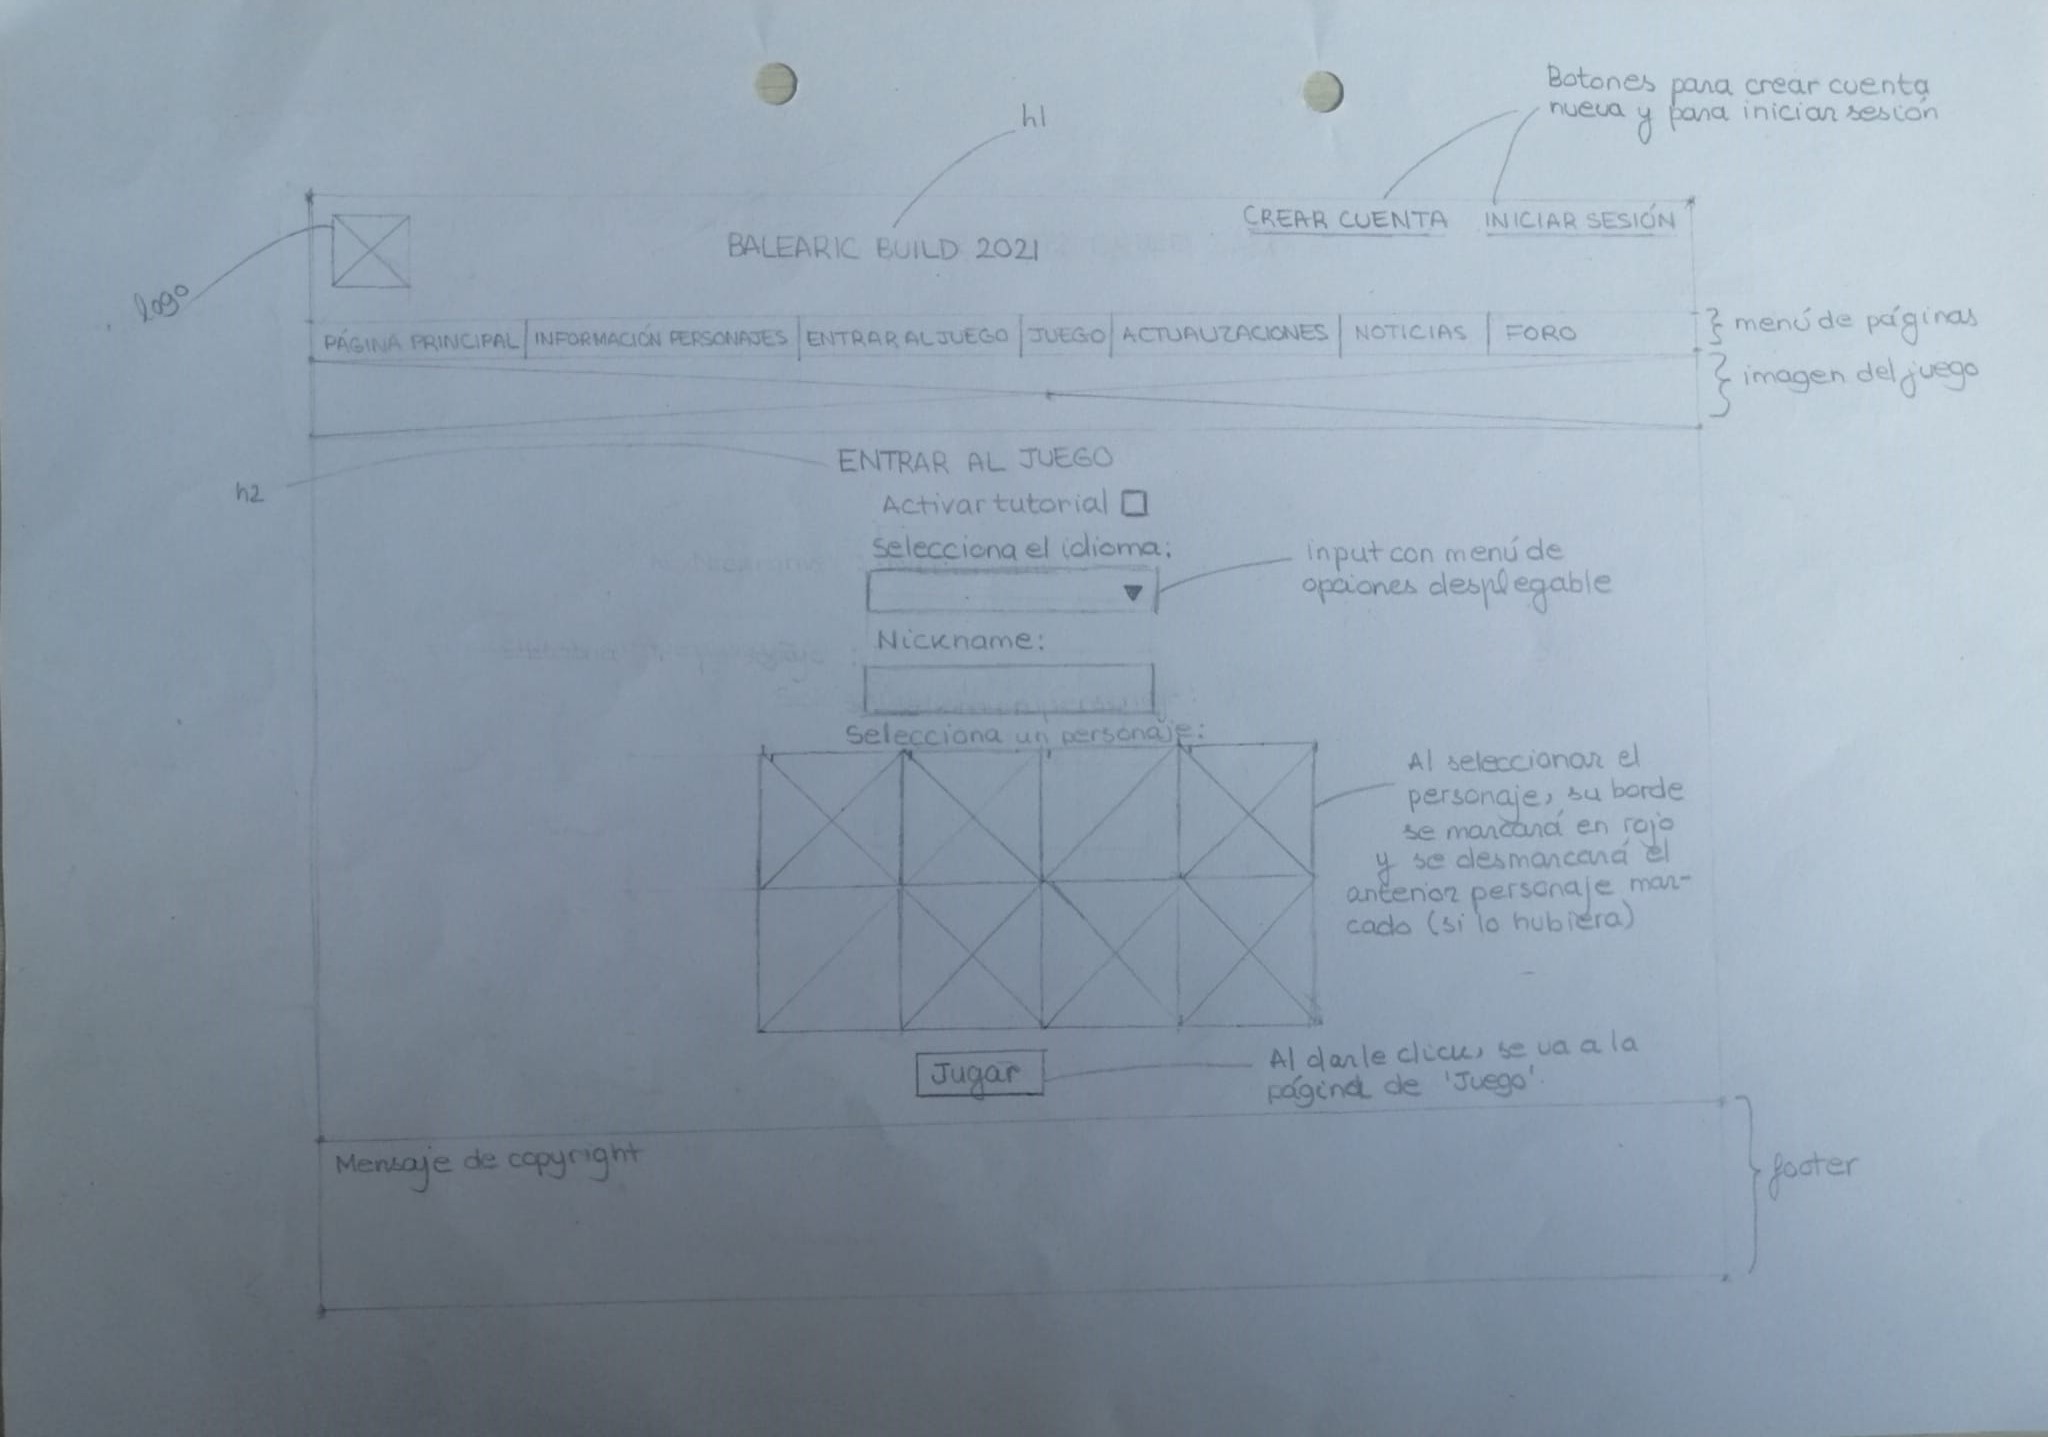 Botones para crear cuenta
nueva y para iniciar sesión
h1
CREAR CUENTA INICIAR SESIÓN
BALEARIC BUILD 2021
logo
PÁGINA PRINCIPAL INFORMACIÓN PERSONAJES ENTRAR AL JUEGO JUEGO ACTUALIZACIONES NOTICIAS FORO
menú de páginas
imagen del juego
ENTRAR AL JUEGO
h2
Activar tutorial
Selecciona el idioma:
input con menú de
opciones desplegable
Nickname:
Selecciona un personaje:
Al seleccionar el
personaje, su borde
se marcará en rojo
y se desmarcará el
anterior personaje mar-
cado (si lo hubiera)
Jugar
Al darle click, se va a la
página de 'Juego'.
Mensaje de copyright
footer